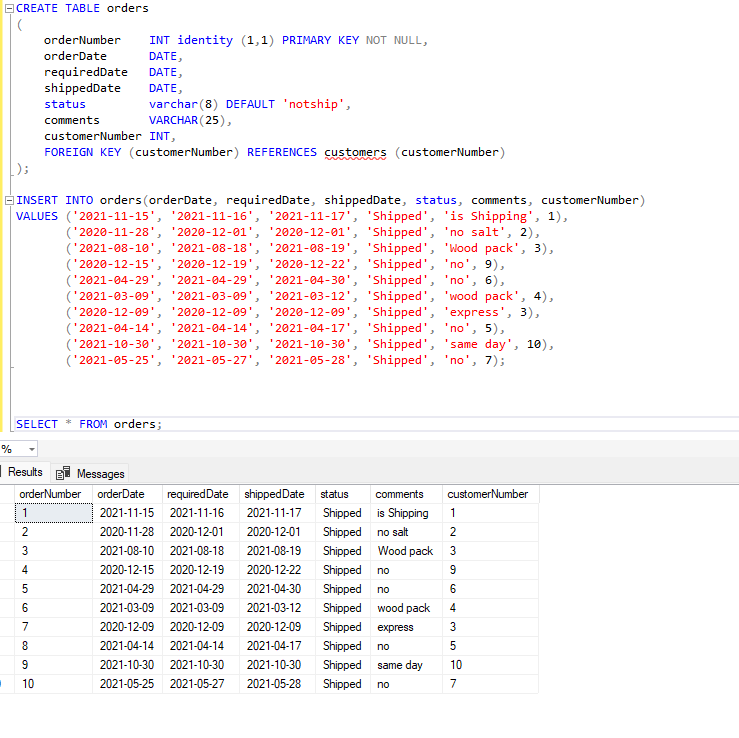 CREATE TABLE orders
(
orderNumber INT identity (1,1) PRIMARY KEY NOT NULL,
orderDate DATE,
requiredDate DATE,
shippedDate DATE,
status varchar(8) DEFAULT 'notship',
comments VARCHAR(25),
customerNumber INT,
FOREIGN KEY (customerNumber) REFERENCES customers (customerNumber)
);
INSERT INTO orders(orderDate, requiredDate, shippedDate, status, comments, customerNumber)
VALUES ('2021-11-15', '2021-11-16', '2021-11-17', 'Shipped', 'is Shipping', 1),
('2020-11-28', '2020-12-01', '2020-12-01', 'Shipped', 'no salt', 2),
('2021-08-10', '2021-08-18', '2021-08-19', 'Shipped', 'Wood pack', 3),
('2020-12-15', '2020-12-19', '2020-12-22', 'Shipped', 'no', 9),
('2021-04-29', '2021-04-29', '2021-04-30', 'Shipped', 'no', 6),
('2021-03-09', '2021-03-09', '2021-03-12', 'Shipped', 'wood pack', 4),
('2020-12-09', '2020-12-09', '2020-12-09', 'Shipped', 'express', 3),
('2021-04-14', '2021-04-14', '2021-04-17', 'Shipped', 'no', 5),
('2021-10-30', '2021-10-30', '2021-10-30', 'Shipped', 'same day', 10),
('2021-05-25', '2021-05-27', '2021-05-28', 'Shipped', 'no', 7);
SELECT * FROM orders;
%
Results Messages
orderNumber orderDate requiredDate shippedDate status comments customerNumber
1 2021-11-15 2021-11-16 2021-11-17 Shipped is Shipping 1
2 2020-11-28 2020-12-01 2020-12-01 Shipped no salt 2
3 2021-08-10 2021-08-18 2021-08-19 Shipped Wood pack 3
4 2020-12-15 2020-12-19 2020-12-22 Shipped no 9
5 2021-04-29 2021-04-29 2021-04-30 Shipped no 6
6 2021-03-09 2021-03-09 2021-03-12 Shipped wood pack 4
7 2020-12-09 2020-12-09 2020-12-09 Shipped express 3
8 2021-04-14 2021-04-14 2021-04-17 Shipped no 5
9 2021-10-30 2021-10-30 2021-10-30 Shipped same day 10
10 2021-05-25 2021-05-27 2021-05-28 Shipped no 7